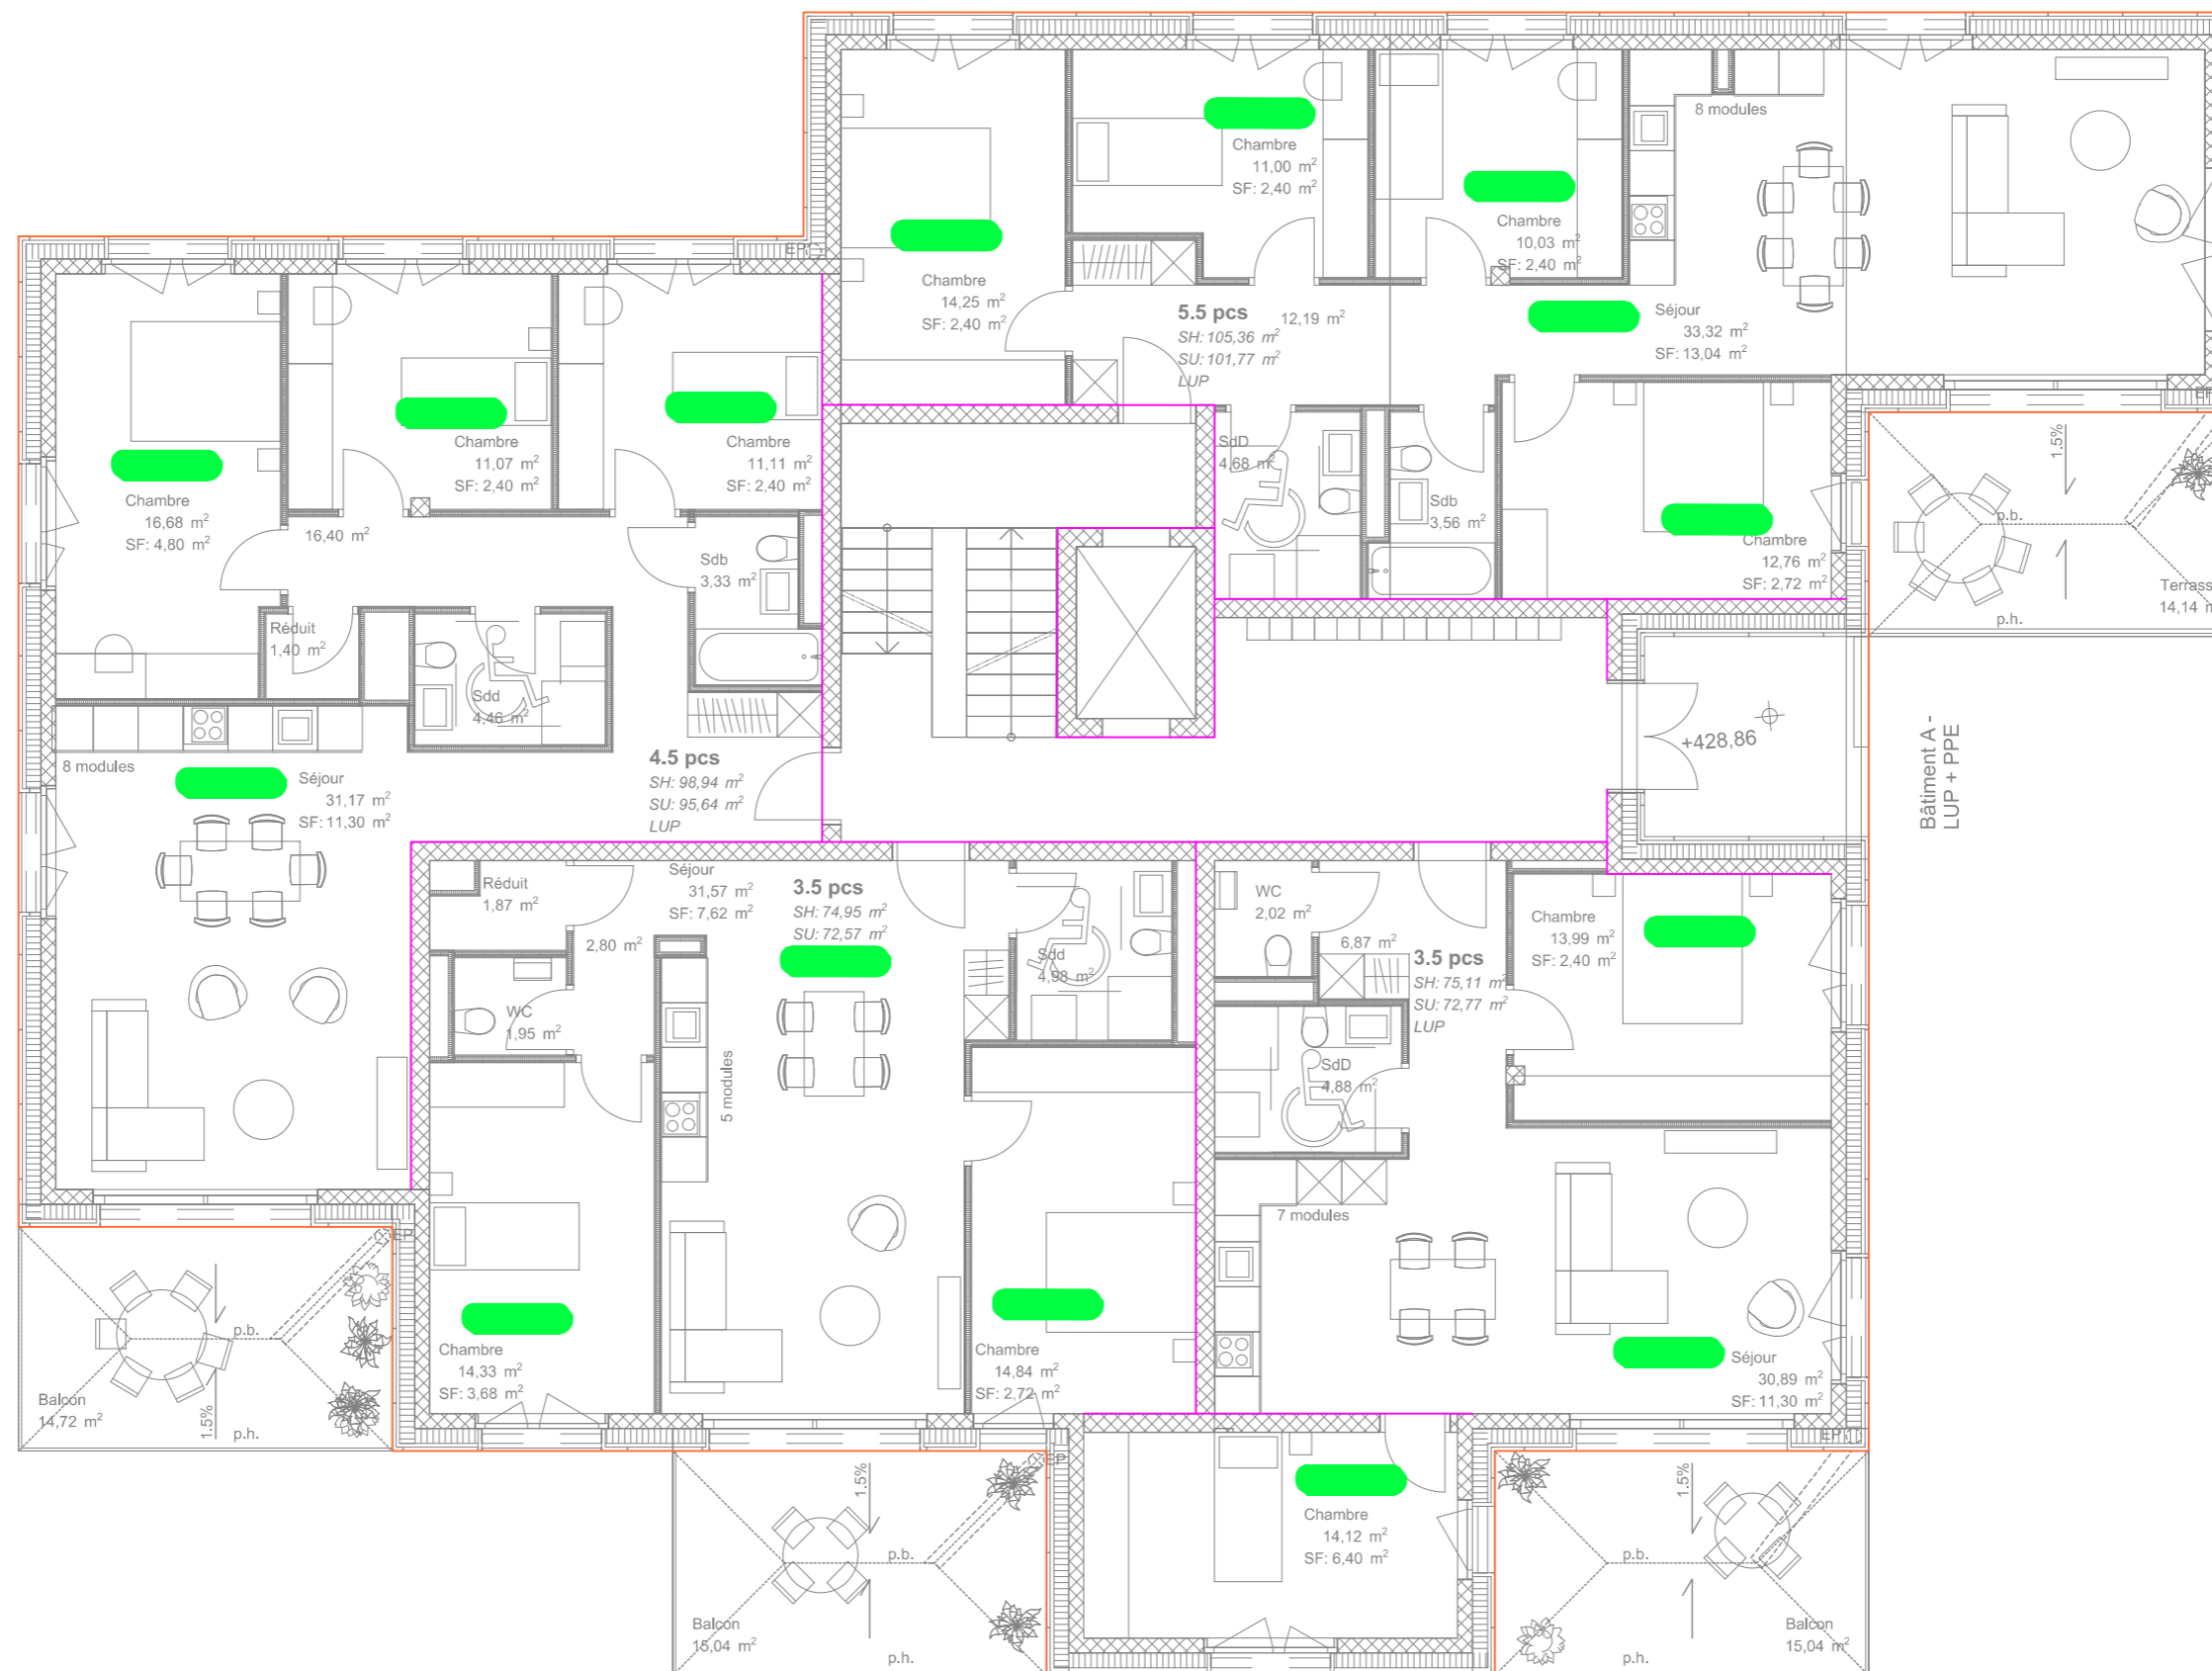 8 modules
Chambre
11,00 m²
SF: 2,40 m²
Chambre
10,03 m²
SF: 2,40 m²
EP
Chambre
14,25 m²
SF: 2,40 m²
5.5 pcs
12,19 m²
SH: 105,36 m²
SU: 101,77 m²
LUP
Séjour
33,32 m²
SF: 13,04 m²
EP
Chambre
16,68 m²
SF: 4,80 m²
Chambre
11,07 m²
SF: 2,40 m²
Chambre
11,11 m²
SF: 2,40 m²
16,40 m²
Sdb
3,33 m²
SdD
4,68 m²
Sdb
3,56 m²
Chambre
12,76 m²
SF: 2,72 m²
1.5%
p.b.
Terrass
14,14 m
p.h.
Réduit
1,40 m²
Sdd
4,46 m²
8 modules
Séjour
31,17 m²
SF: 11,30 m²
4.5 pcs
SH: 98,94 m²
SU: 95,64 m²
LUP
+428,86
Bâtiment A -
LUP + PPE
Réduit
1,87 m²
Séjour
31,57 m²
SF: 7,62 m²
3.5 pcs
SH: 74,95 m²
SU: 72,57 m²
2,80 m²
WC
1,95 m²
Sdd
4,98 m²
5 modules
WC
2,02 m²
6,87 m²
3.5 pcs
SH: 75,11 m²
SU: 72,77 m²
LUP
Chambre
13,99 m²
SF: 2,40 m²
SdD
4,88 m²
7 modules
EP
p.b.
Balcon
14,72 m²
1.5%
p.h.
Chambre
14,33 m²
SF: 3,68 m²
Chambre
14,84 m²
SF: 2,72 m²
Séjour
30,89 m²
SF: 11,30 m²
EP
EP
1.5%
p.b.
Balcon
15,04 m²
p.h.
Chambre
14,12 m²
SF: 6,40 m²
1.5%
p.b.
p.h.
Balcon
15,04 m²